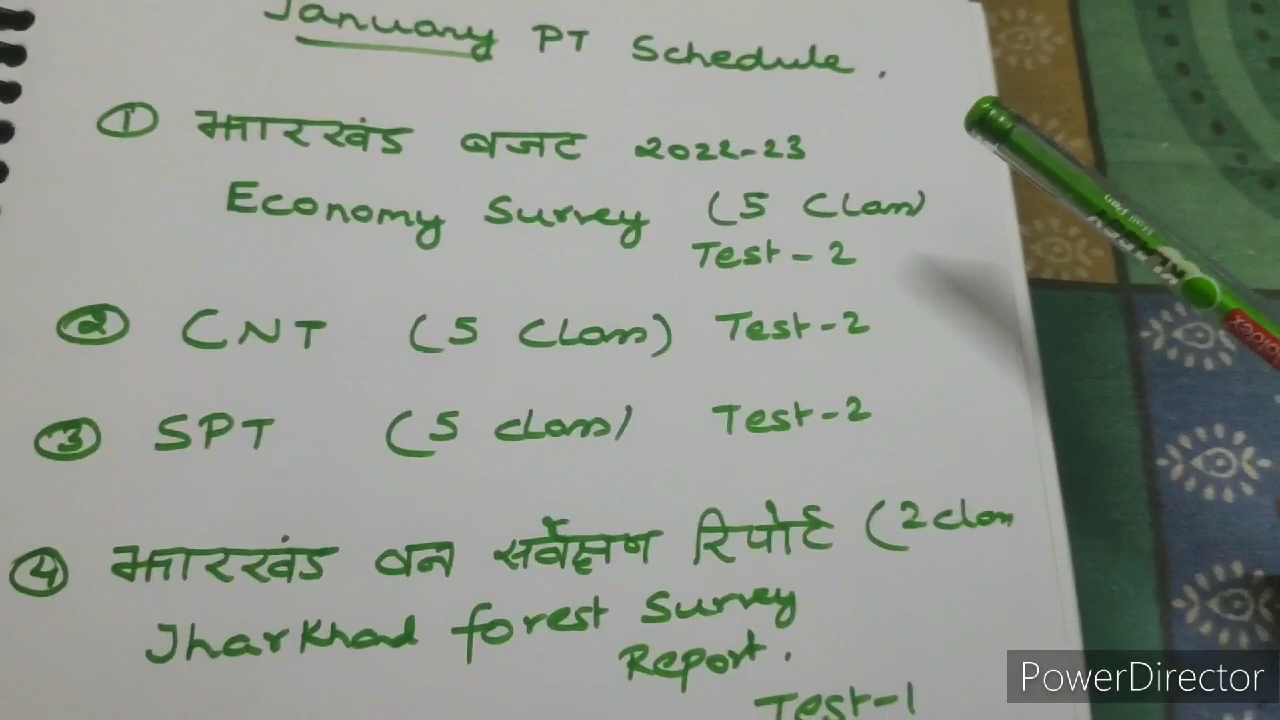 January PT Schedule.
① झारखंड बजट 2022-23
Economy Survey (5 Class)
Test-2
② CNT (5 Class) Test-2
③ SPT (5 class) Test-2
④ झारखंड वन सर्वेक्षण रिपोर्ट (2 class
Jharkhand forest Survey
Report.
Test-1
PowerDirector